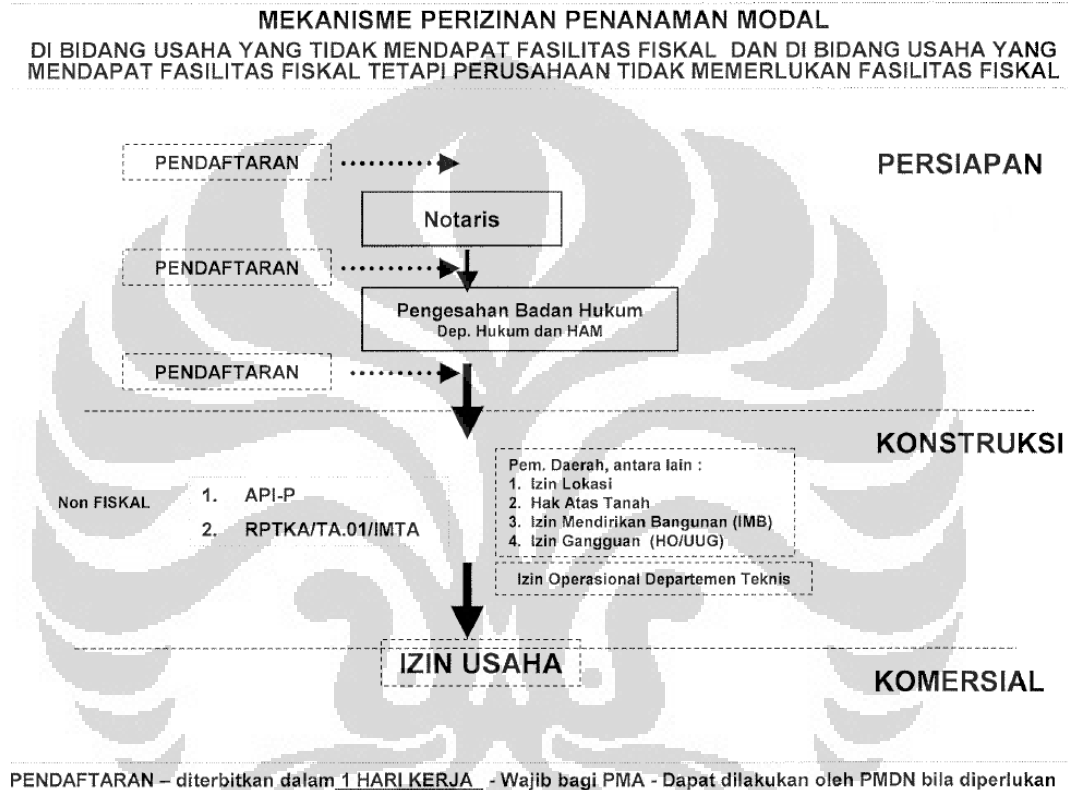 MEKANISME PERIZINAN PENANAMAN MODAL
DI BIDANG USAHA YANG TIDAK MENDAPAT FASILITAS FISKAL DAN DI BIDANG USAHA YANG
MENDAPAT FASILITAS FISKAL TETAPI PERUSAHAAN TIDAK MEMERLUKAN FASILITAS FISKAL
PENDAFTARAN
PERSIAPAN
Notaris
PENDAFTARAN
Pengesahan Badan Hukum
Dep. Hukum dan HAM
PENDAFTARAN
KONSTRUKSI
Non FISKAL
1. API-P
2. RPTKA/TA.01/IMTA
Pem. Daerah, antara lain :
1. Izin Lokasi
2. Hak Atas Tanah
3. Izin Mendirikan Bangunan (IMB)
4. Izin Gangguan (HO/UUG)
Izin Operasional Departemen Teknis
IZIN USAHA
KOMERSIAL
PENDAFTARAN – diterbitkan dalam 1 HARI KERJA - Wajib bagi PMA - Dapat dilakukan oleh PMDN bila diperlukan